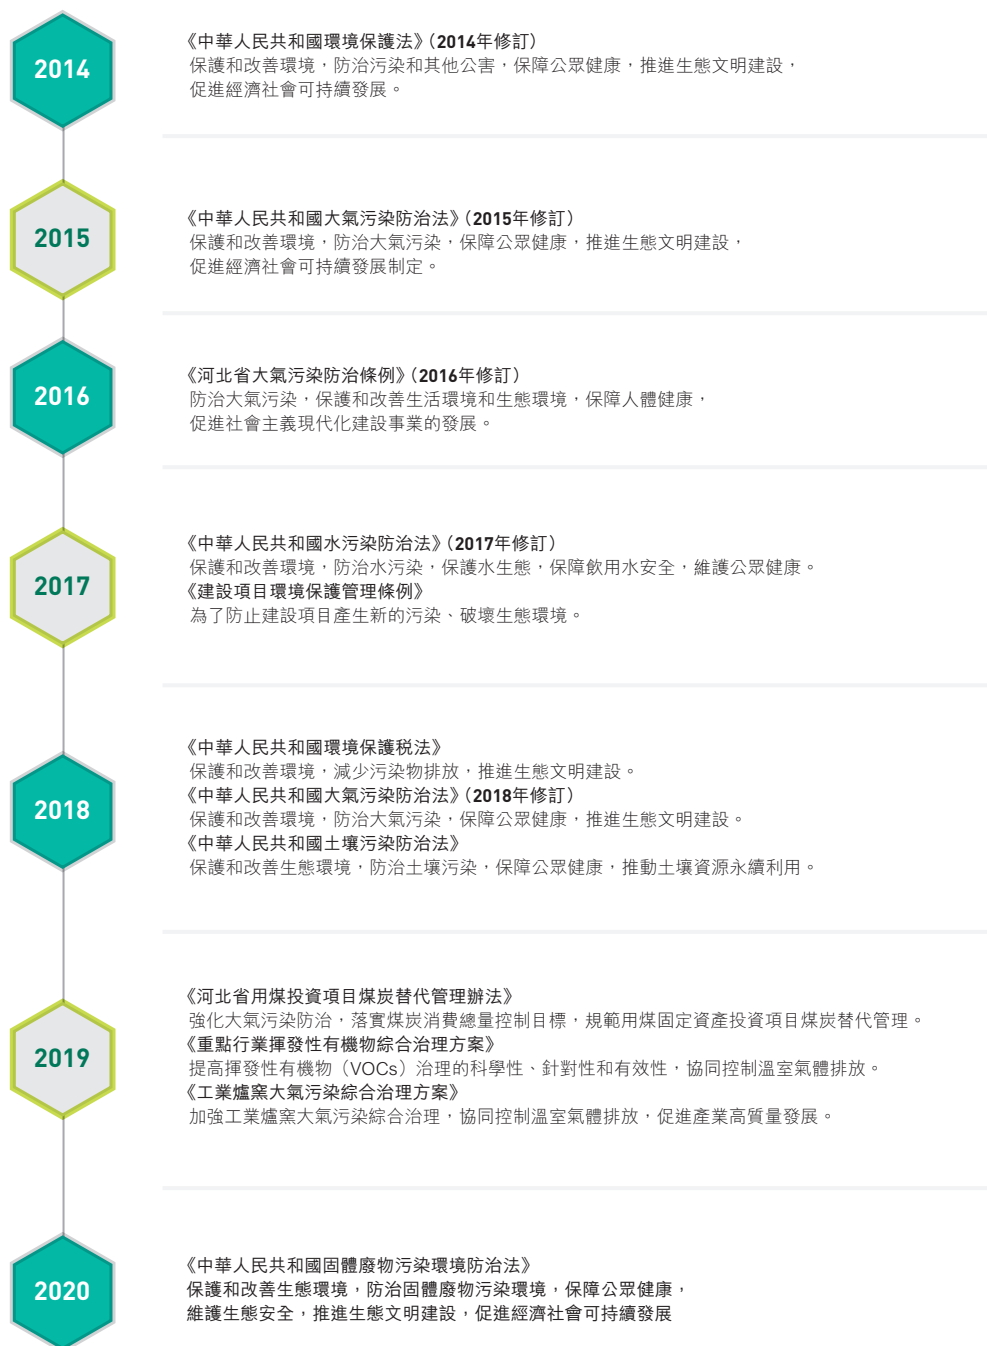 2014
《中華人民共和國環境保護法》（2014年修訂）
保護和改善環境，防治污染和其他公害，保障公眾健康，推進生態文明建設，
促進經濟社會可持續發展。
2015
《中華人民共和國大氣污染防治法》（2015年修訂）
保護和改善環境，防治大氣污染，保障公眾健康，推進生態文明建設，
促進經濟社會可持續發展制定。
2016
《河北省大氣污染防治條例》（2016年修訂）
防治大氣污染，保護和改善生活環境和生態環境，保障人體健康，
促進社會主義現代化建設事業的發展。
2017
《中華人民共和國水污染防治法》（2017年修訂）
保護和改善環境，防治水污染，保護水生態，保障飲用水安全，維護公眾健康。
《建設項目環境保護管理條例》
為了防止建設項目產生新的污染、破壞生態環境。
2018
《中華人民共和國環境保護税法》
保護和改善環境，減少污染物排放，推進生態文明建設。
《中華人民共和國大氣污染防治法》（2018年修訂）
保護和改善環境，防治大氣污染，保障公眾健康，推進生態文明建設。
《中華人民共和國土壤污染防治法》
保護和改善生態環境，防治土壤污染，保障公眾健康，推動土壤資源永續利用。
2019
《河北省用煤投資項目煤炭替代管理辦法》
強化大氣污染防治，落實煤炭消費總量控制目標，規範用煤固定資產投資項目煤炭替代管理。
《重點行業揮發性有機物綜合治理方案》
提高揮發性有機物（VOCs）治理的科學性、針對性和有效性，協同控制溫室氣體排放。
《工業爐窯大氣污染綜合治理方案》
加強工業爐窯大氣污染綜合治理，協同控制溫室氣體排放，促進產業高質量發展。
2020
《中華人民共和國固體廢物污染環境防治法》
保護和改善生態環境，防治固體廢物污染環境，保障公眾健康，
維護生態安全，推進生態文明建設，促進經濟社會可持續發展